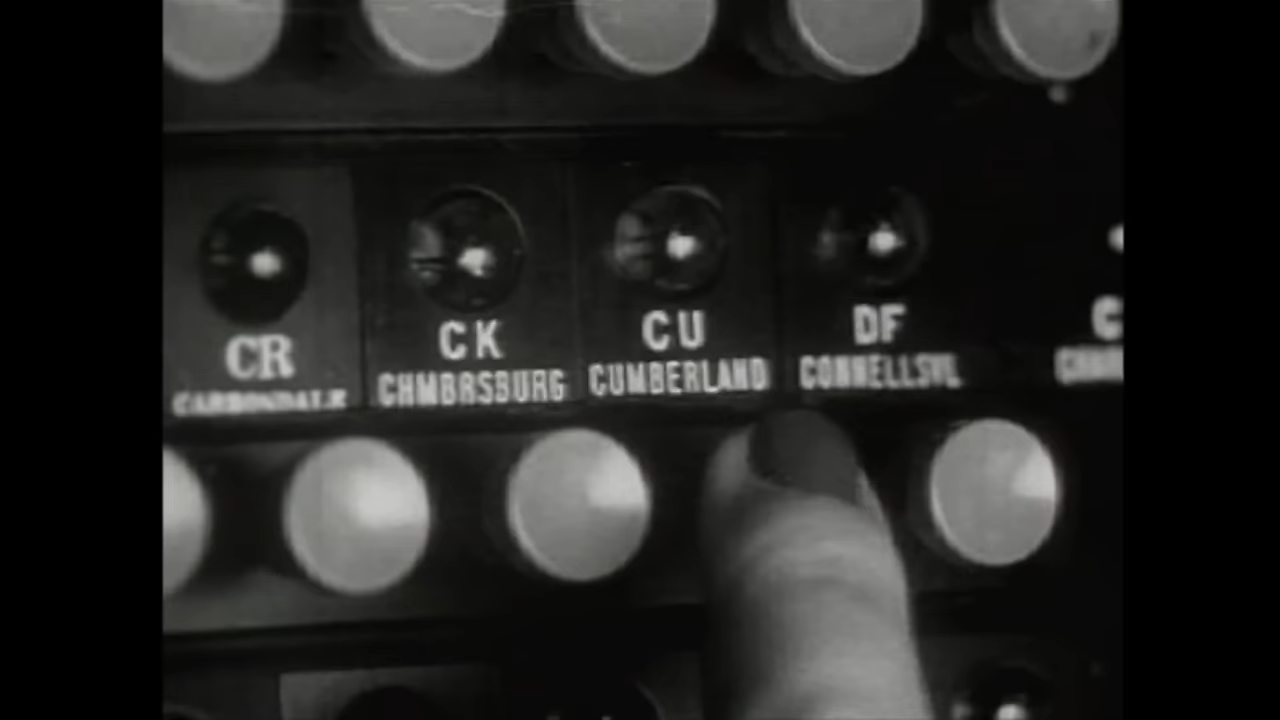 CR
CARBONDALE
CK
CHMBRSBURG
CU
CUMBERLAND
DF
CONNELLSVL
C